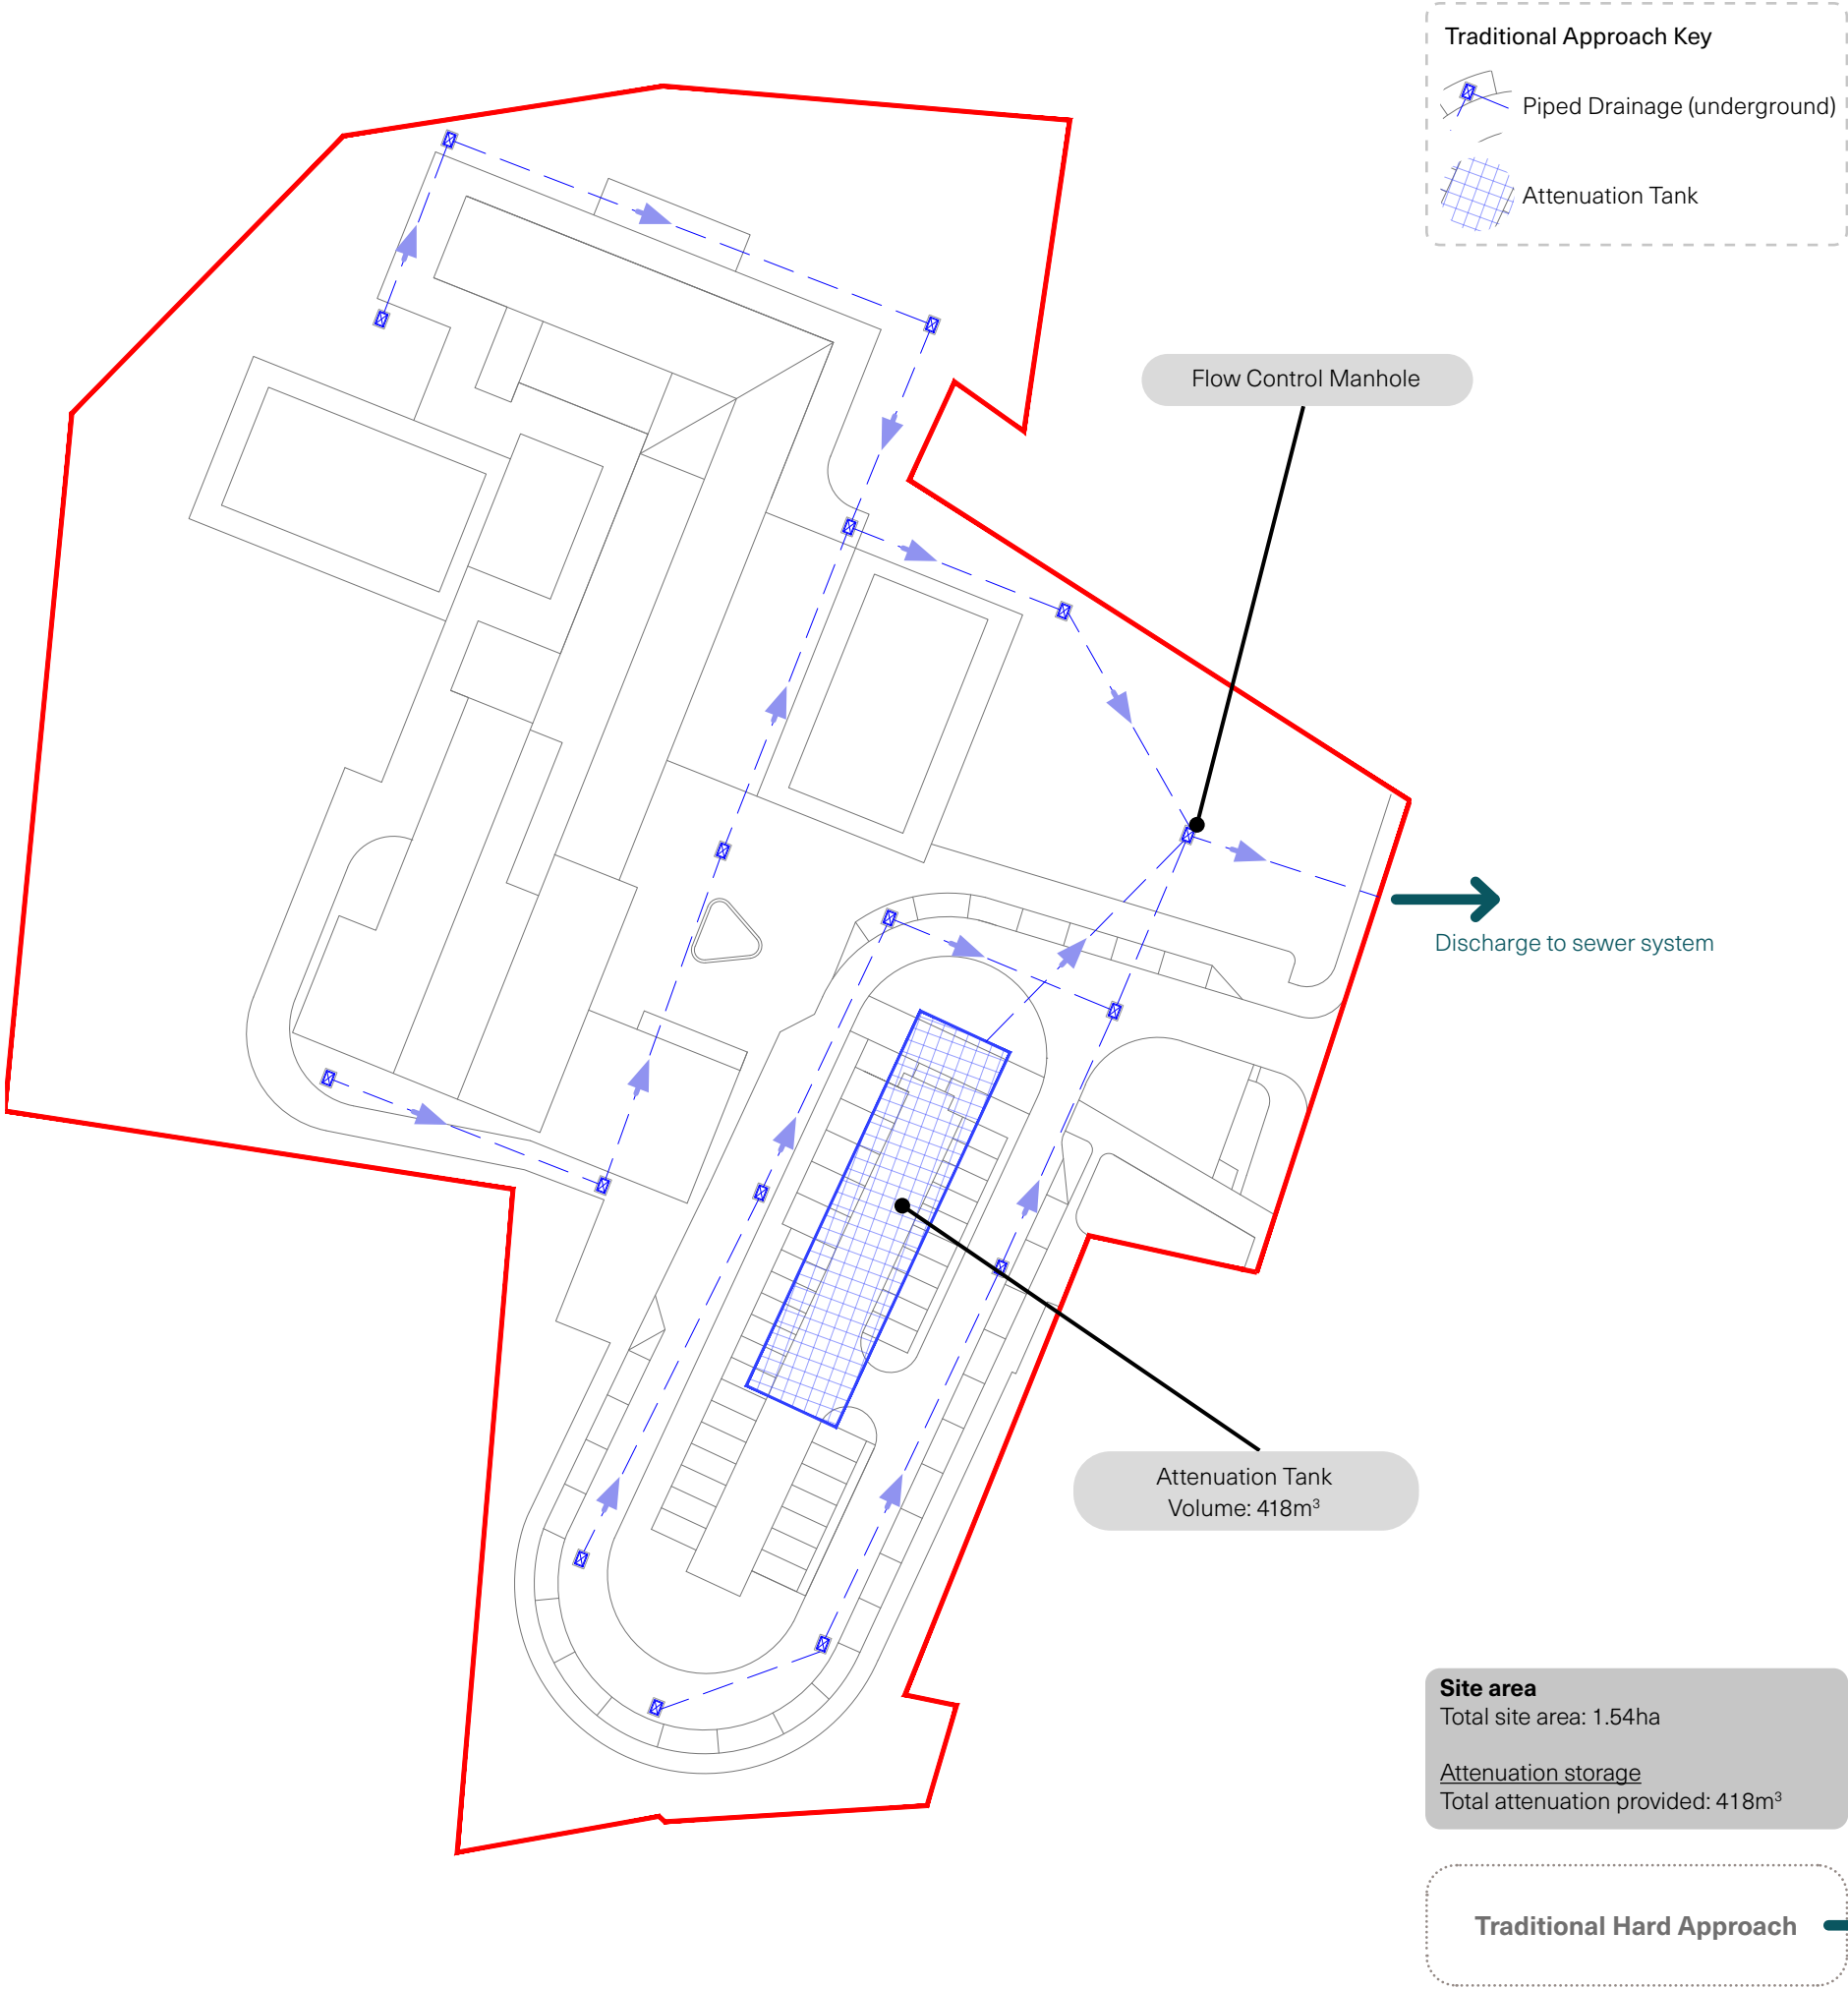 Traditional Approach Key
Piped Drainage (underground)
Attenuation Tank
Flow Control Manhole
Discharge to sewer system
Attenuation Tank
Volume: 418m³
Site area
Total site area: 1.54ha
Attenuation storage
Total attenuation provided: 418m³
Traditional Hard Approach